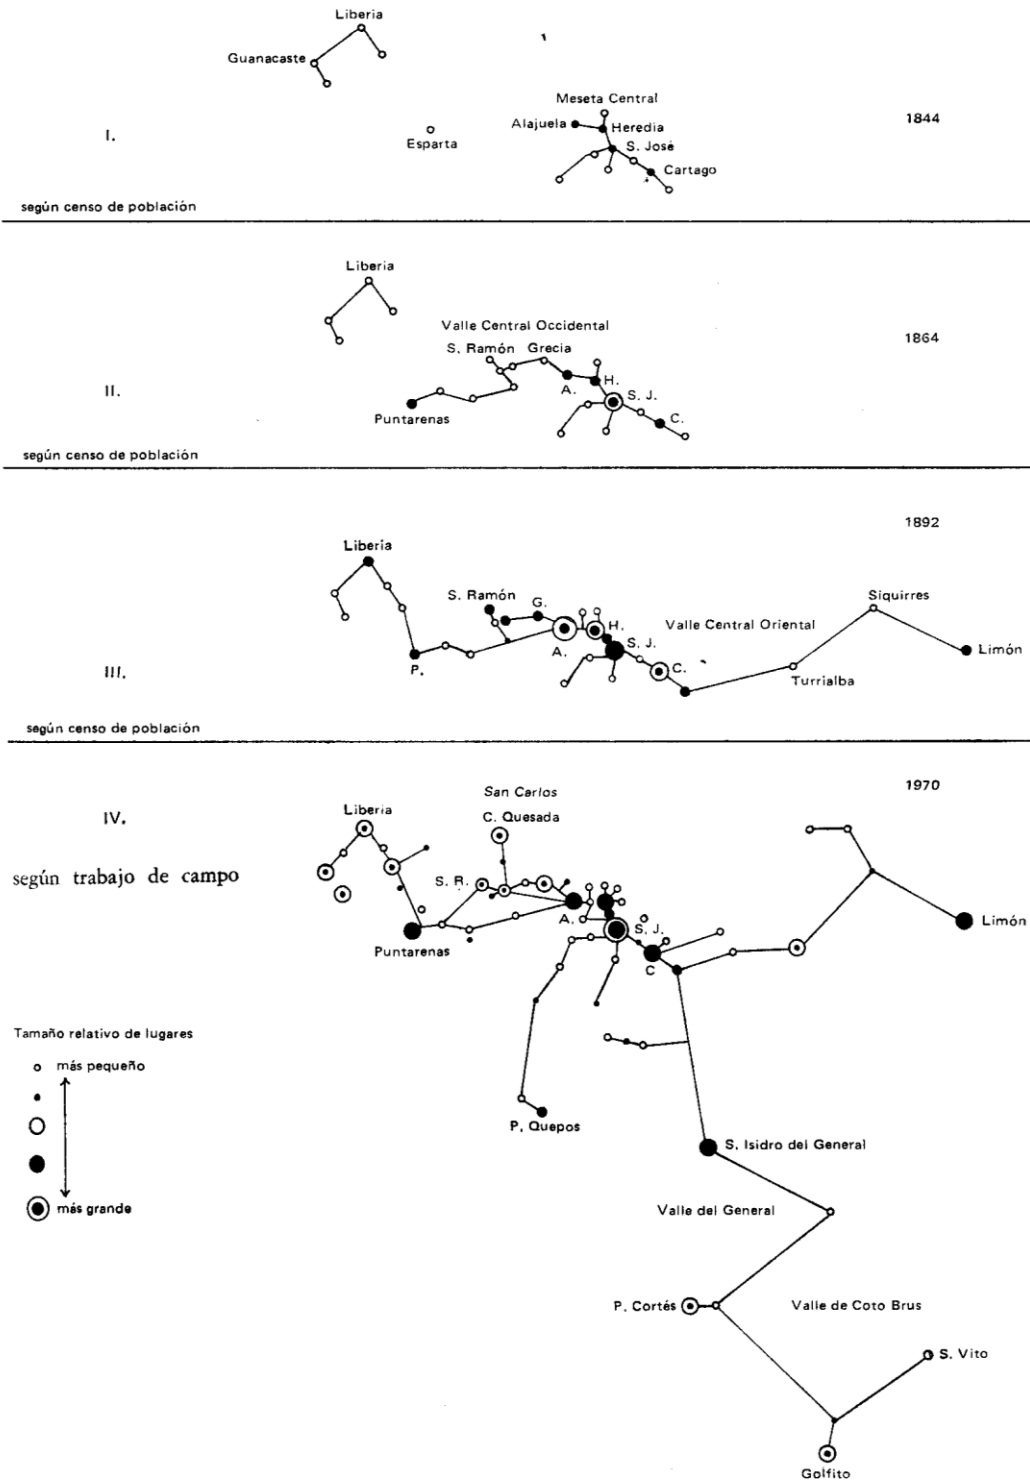 Liberia
Guanacaste
Meseta Central
1844
Alajuela
Heredia
I.
Esparta
S. José
Cartago
según censo de población
Liberia
Valle Central Occidental
1864
S. Ramón Grecia
II.
A.
H.
S. J.
C.
Puntarenas
según censo de población
1892
Liberia
S. Ramón
G.
Siquirres
H.
Valle Central Oriental
S. J.
Limón
A.
P.
C.
III.
Turrialba
según censo de población
1970
San Carlos
IV.
Liberia
C. Quesada
según trabajo de campo
S. R.
A.
S. J.
Limón
Puntarenas
C
Tamaño relativo de lugares
más pequeño
más grande
P. Quepos
S. Isidro del General
Valle del General
P. Cortés
Valle de Coto Brus
S. Vito
Golfito